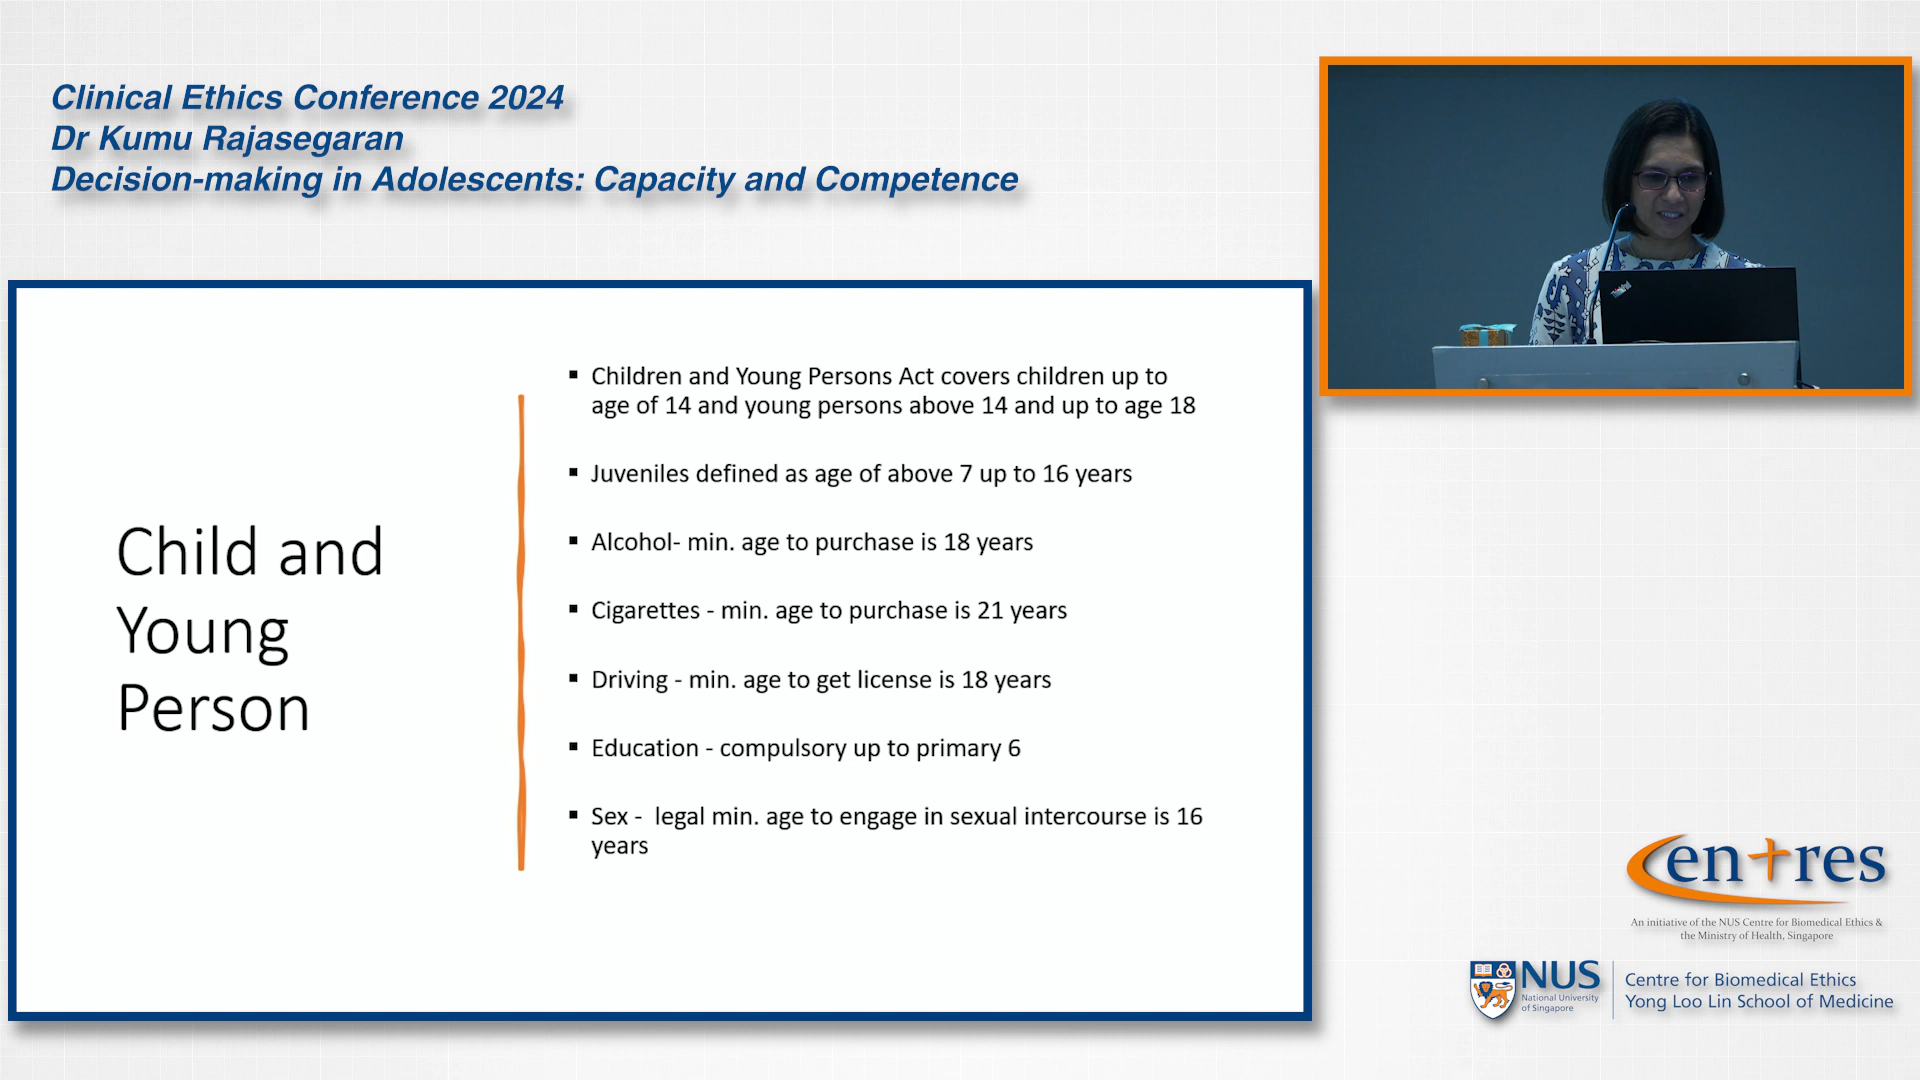 Clinical Ethics Conference 2024
Dr Kumu Rajasegaran
Decision-making in Adolescents: Capacity and Competence
Child and
Young
Person
▪ Children and Young Persons Act covers children up to
age of 14 and young persons above 14 and up to age 18
▪ Juveniles defined as age of above 7 up to 16 years
▪ Alcohol- min. age to purchase is 18 years
▪ Cigarettes - min. age to purchase is 21 years
▪ Driving - min. age to get license is 18 years
▪ Education - compulsory up to primary 6
▪ Sex -  legal min. age to engage in sexual intercourse is 16
years
ThinkPad
Centres
An initiative of the NUS Centre for Biomedical Ethics &
the Ministry of Health, Singapore
NUS
National University
of Singapore
Centre for Biomedical Ethics
Yong Loo Lin School of Medicine